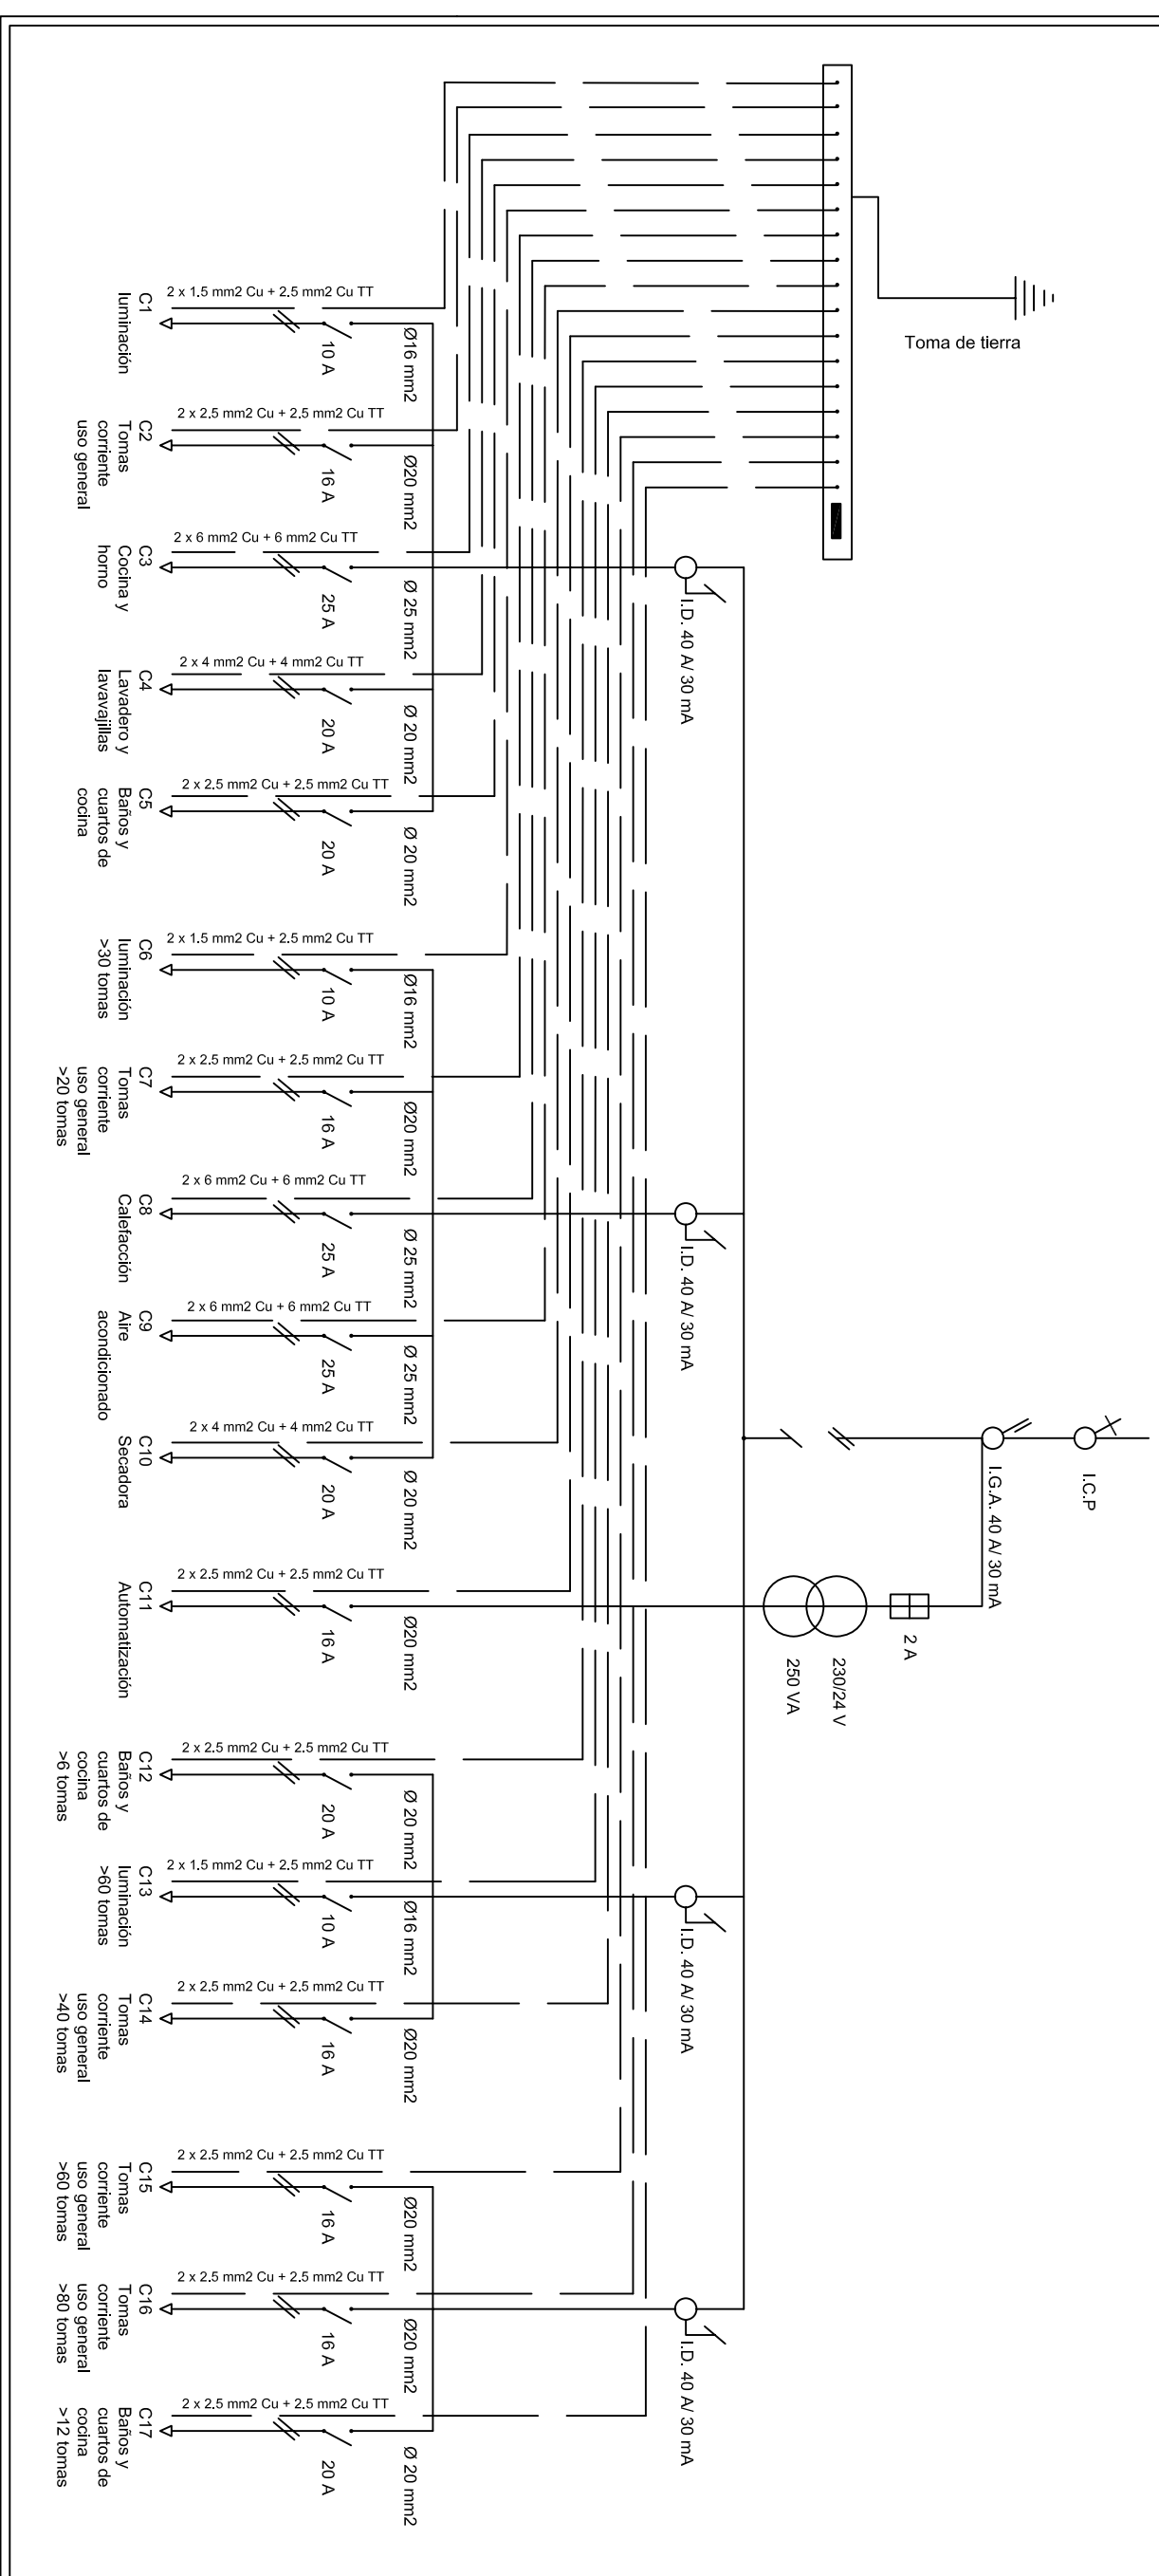 Toma de tierra
I.C.P
I.G.A. 40 A/ 30 mA
2 A
230/24 V
250 VA
I.D. 40 A/ 30 mA
I.D. 40 A/ 30 mA
I.D. 40 A/ 30 mA
I.D. 40 A/ 30 mA
2 x 1.5 mm2 Cu + 2.5 mm2 Cu TT
Ø16 mm2
10 A
C1
Iuminación
2 x 2.5 mm2 Cu + 2.5 mm2 Cu TT
Ø20 mm2
16 A
C2
Tomas
corriente
uso general
2 x 6 mm2 Cu + 6 mm2 Cu TT
Ø 25 mm2
25 A
C3
Cocina y
horno
2 x 4 mm2 Cu + 4 mm2 Cu TT
Ø 20 mm2
20 A
C4
Lavadero y
lavavajillas
2 x 2.5 mm2 Cu + 2.5 mm2 Cu TT
Ø 20 mm2
20 A
C5
Baños y
cuartos de
cocina
2 x 1.5 mm2 Cu + 2.5 mm2 Cu TT
Ø16 mm2
10 A
C6
Iuminación
>30 tomas
2 x 2.5 mm2 Cu + 2.5 mm2 Cu TT
Ø20 mm2
16 A
C7
Tomas
corriente
uso general
>20 tomas
2 x 6 mm2 Cu + 6 mm2 Cu TT
Ø 25 mm2
25 A
C8
Calefacción
2 x 6 mm2 Cu + 6 mm2 Cu TT
Ø 25 mm2
25 A
C9
Aire
acondicionado
2 x 4 mm2 Cu + 4 mm2 Cu TT
Ø 20 mm2
20 A
C10
Secadora
2 x 2.5 mm2 Cu + 2.5 mm2 Cu TT
Ø20 mm2
16 A
C11
Automatización
2 x 2.5 mm2 Cu + 2.5 mm2 Cu TT
Ø 20 mm2
20 A
C12
Baños y
cuartos de
cocina
>6 tomas
2 x 1.5 mm2 Cu + 2.5 mm2 Cu TT
Ø16 mm2
10 A
C13
Iuminación
>60 tomas
2 x 2.5 mm2 Cu + 2.5 mm2 Cu TT
Ø20 mm2
16 A
C14
Tomas
corriente
uso general
>40 tomas
2 x 2.5 mm2 Cu + 2.5 mm2 Cu TT
Ø20 mm2
16 A
C15
Tomas
corriente
uso general
>60 tomas
2 x 2.5 mm2 Cu + 2.5 mm2 Cu TT
Ø20 mm2
16 A
C16
Tomas
corriente
uso general
>80 tomas
2 x 2.5 mm2 Cu + 2.5 mm2 Cu TT
Ø 20 mm2
20 A
C17
Baños y
cuartos de
cocina
>12 tomas